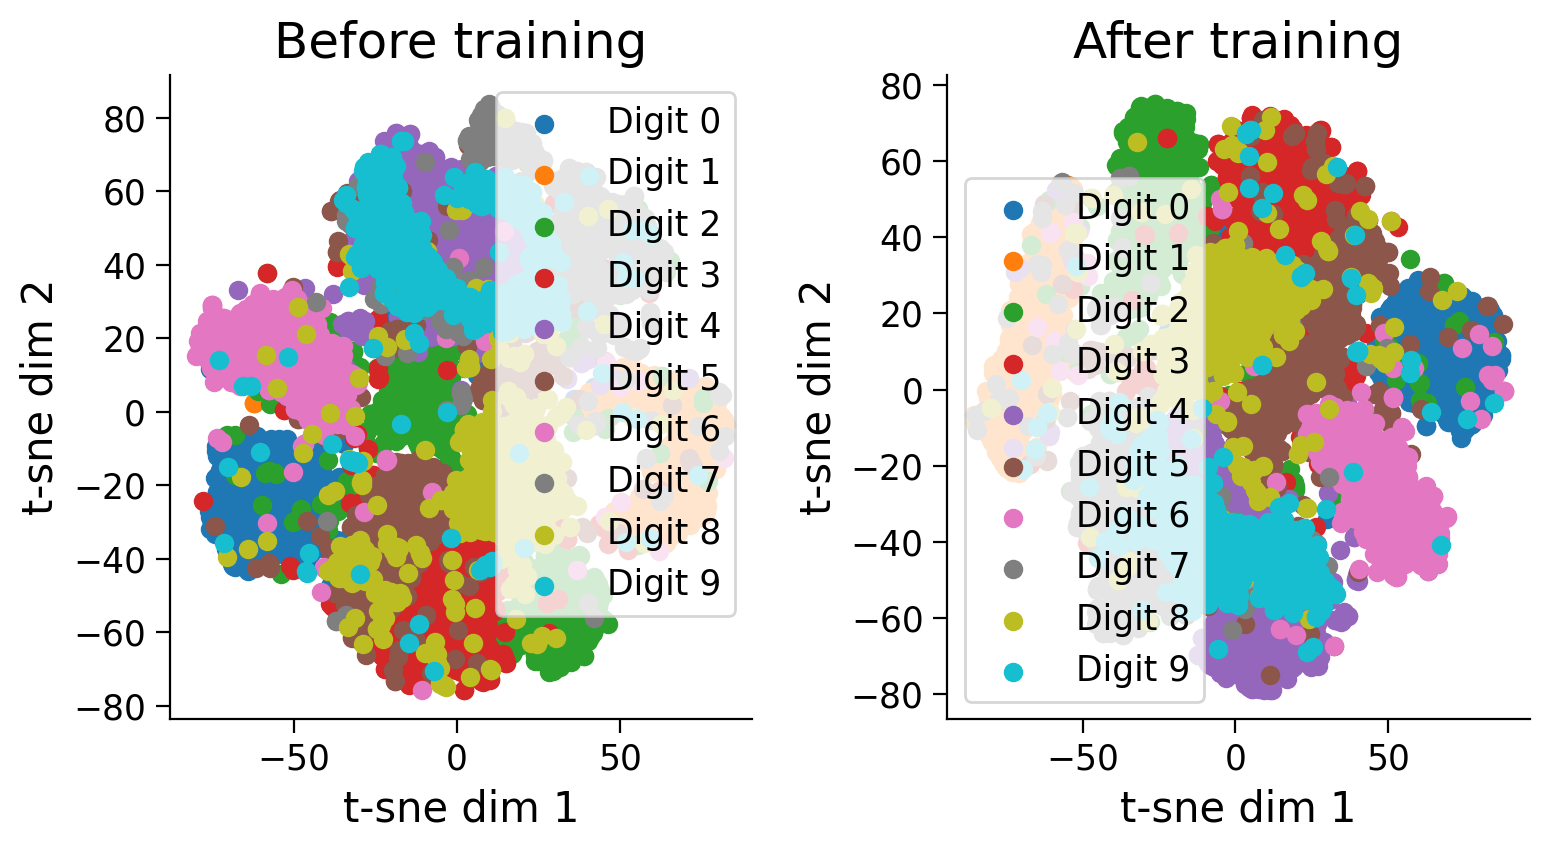 Before training
80
60
40
20
0
−20
−40
−60
−80
−50
0
50
t-sne dim 1
t-sne dim 2
Digit 0
Digit 1
Digit 2
Digit 3
Digit 4
Digit 5
Digit 6
Digit 7
Digit 8
Digit 9
After training
80
60
40
20
0
−20
−40
−60
−80
−50
0
50
t-sne dim 1
t-sne dim 2
Digit 0
Digit 1
Digit 2
Digit 3
Digit 4
Digit 5
Digit 6
Digit 7
Digit 8
Digit 9